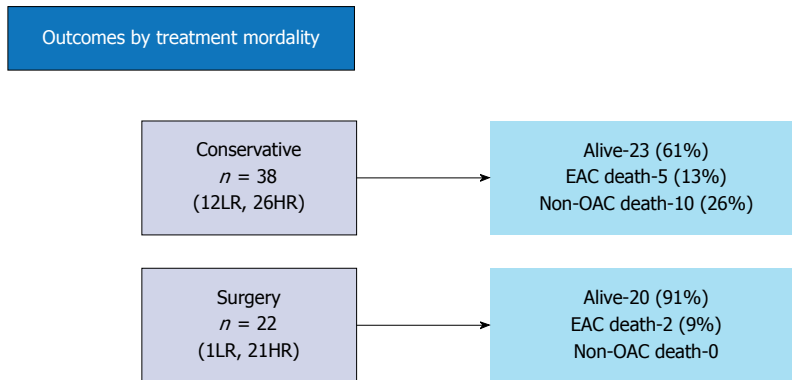 Outcomes by treatment mordality
Conservative
n = 38
(12LR, 26HR)
Alive-23 (61%)
EAC death-5 (13%)
Non-OAC death-10 (26%)
Surgery
n = 22
(1LR, 21HR)
Alive-20 (91%)
EAC death-2 (9%)
Non-OAC death-0